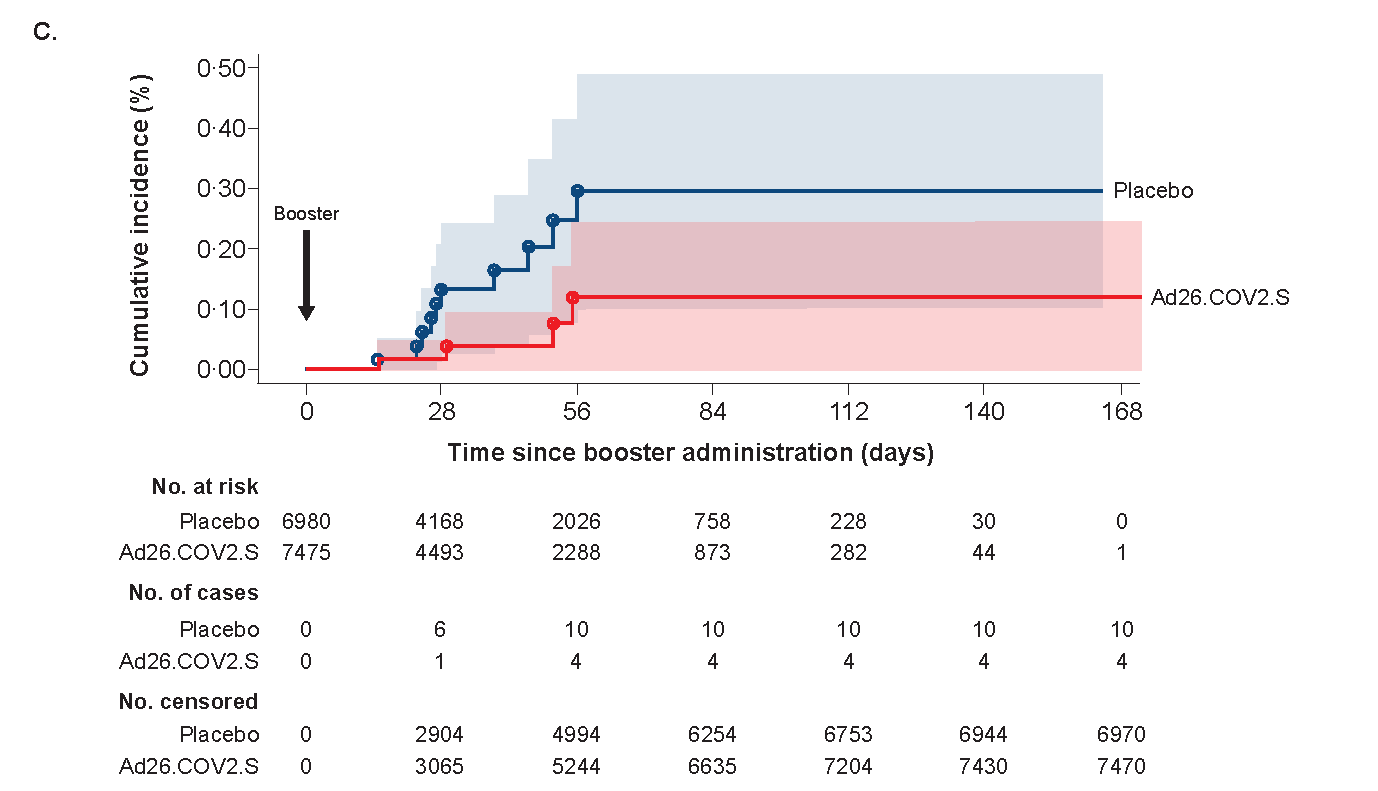 C.
Cumulative incidence (%)
0·50
0·40
0·30
0·20
0·10
0·00
Booster
Placebo
Ad26.COV2.S
0 28 56 84 112 140 168
Time since booster administration (days)
No. at risk
Placebo 6980 4168 2026 758 228 30 0
Ad26.COV2.S 7475 4493 2288 873 282 44 1
No. of cases
Placebo 0 6 10 10 10 10 10
Ad26.COV2.S 0 1 4 4 4 4 4
No. censored
Placebo 0 2904 4994 6254 6753 6944 6970
Ad26.COV2.S 0 3065 5244 6635 7204 7430 7470